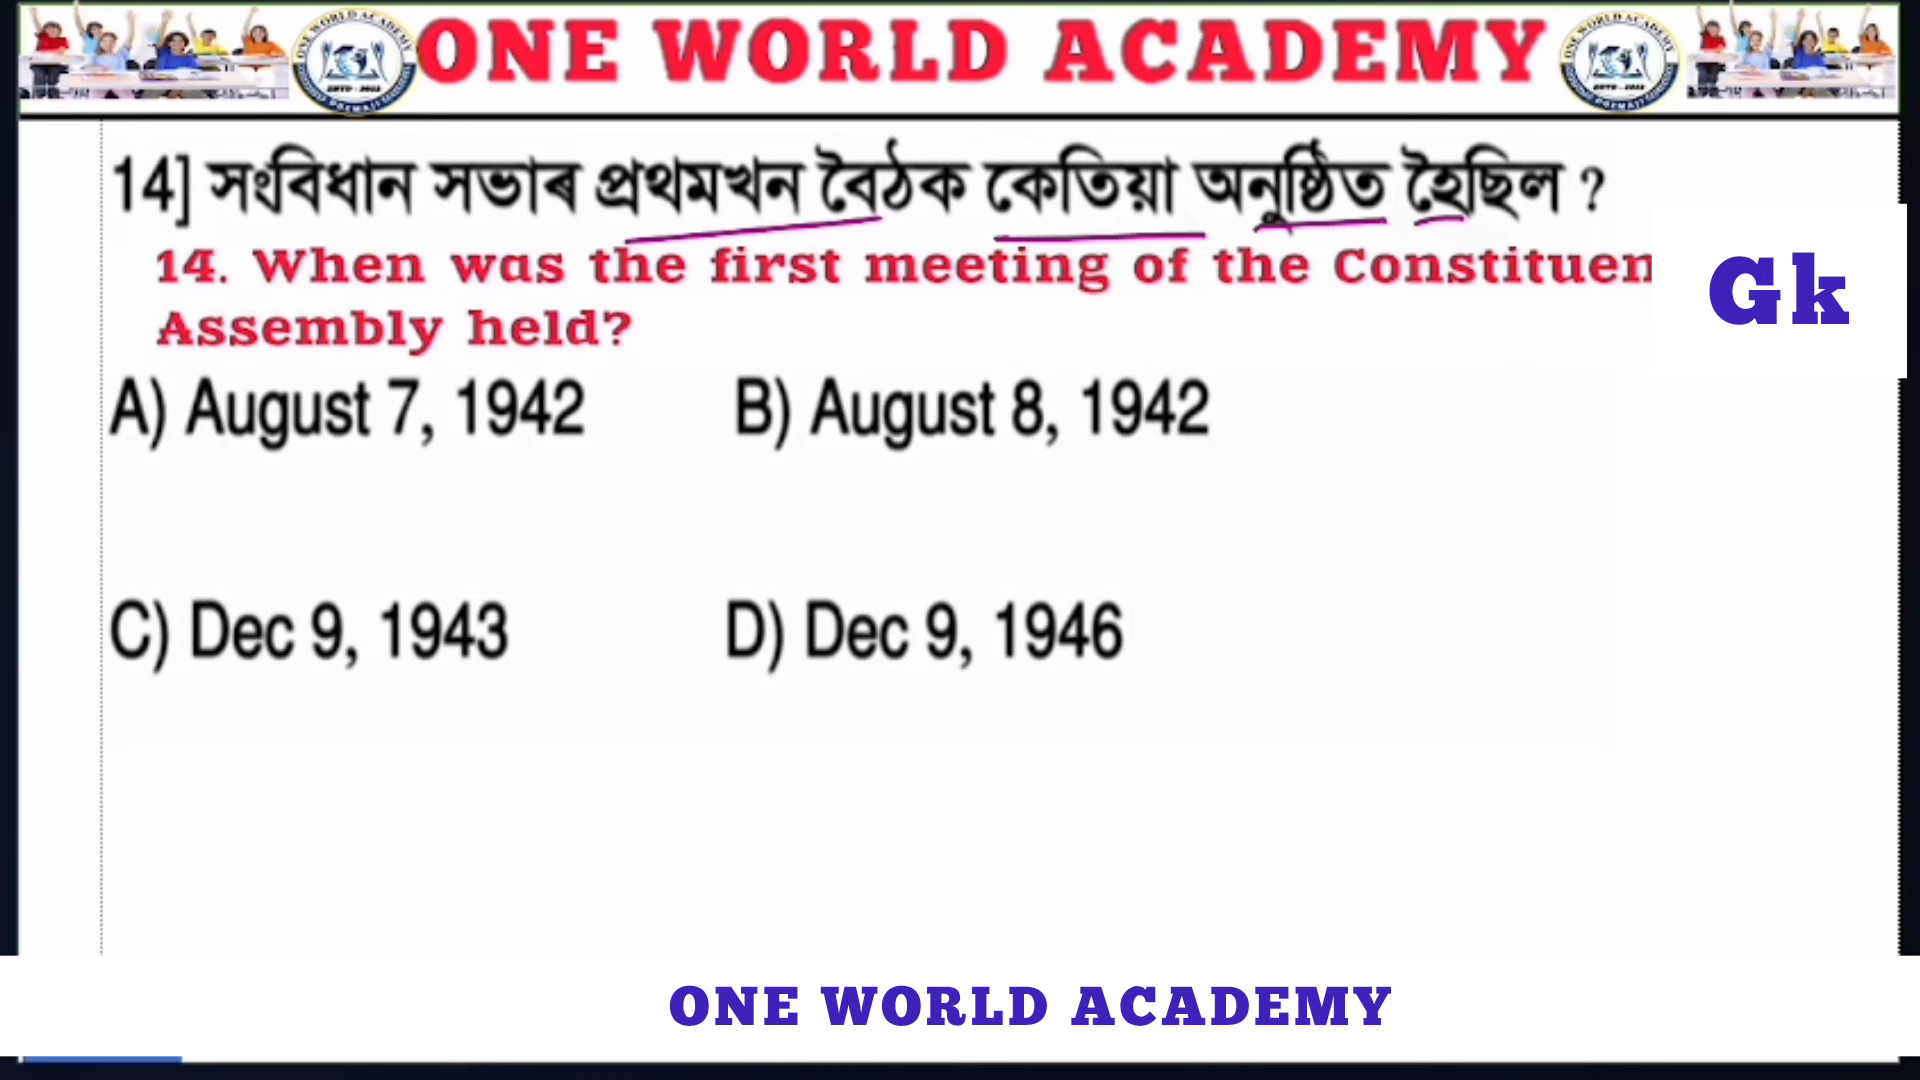 ONE WORLD ACADEMY
14] সংবিধান সভাৰ প্ৰথমখন বৈঠক কেতিয়া অনুষ্ঠিত হৈছিল ?
14. When was the first meeting of the Constituen
Assembly held?
Gk
A) August 7, 1942 B) August 8, 1942
C) Dec 9, 1943 D) Dec 9, 1946
ONE WORLD ACADEMY